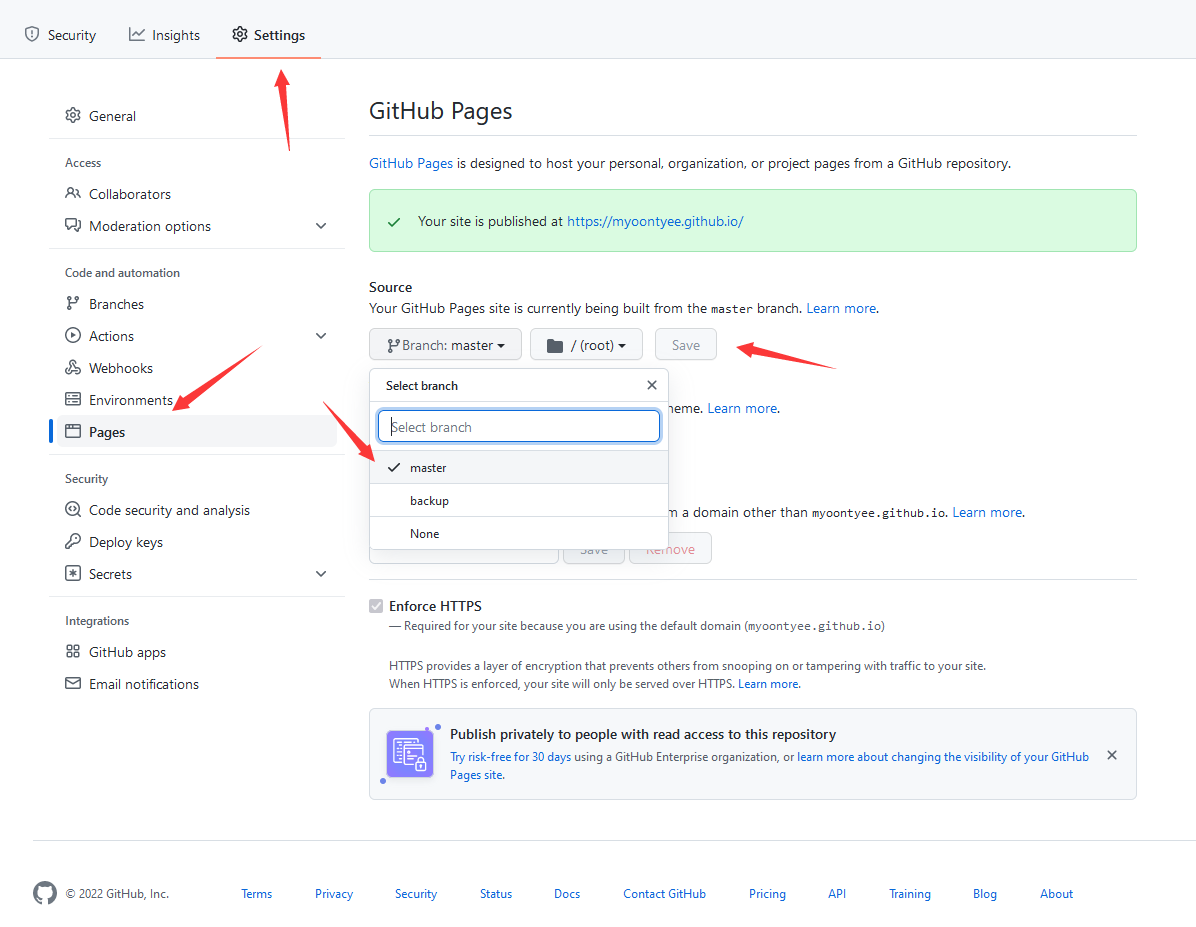 Security
Insights
Settings
General
Access
Collaborators
Moderation options
Code and automation
Branches
Actions
Webhooks
Environments
Pages
Security
Code security and analysis
Deploy keys
Secrets
Integrations
GitHub apps
Email notifications
GitHub Pages
GitHub Pages is designed to host your personal, organization, or project pages from a GitHub repository.
Your site is published at https://myoontyee.github.io/
Source
Your GitHub Pages site is currently being built from the master branch. Learn more.
Branch: master
/ (root)
Save
Select branch
Select branch
master
backup
None
Learn more.
a domain other than myoontyee.github.io. Learn more.
Save
Remove
Enforce HTTPS
— Required for your site because you are using the default domain (myoontyee.github.io)
HTTPS provides a layer of encryption that prevents others from snooping on or tampering with traffic to your site.
When HTTPS is enforced, your site will only be served over HTTPS. Learn more.
Publish privately to people with read access to this repository
Try risk-free for 30 days using a GitHub Enterprise organization, or learn more about changing the visibility of your GitHub
Pages site.
© 2022 GitHub, Inc.
Terms
Privacy
Security
Status
Docs
Contact GitHub
Pricing
API
Training
Blog
About